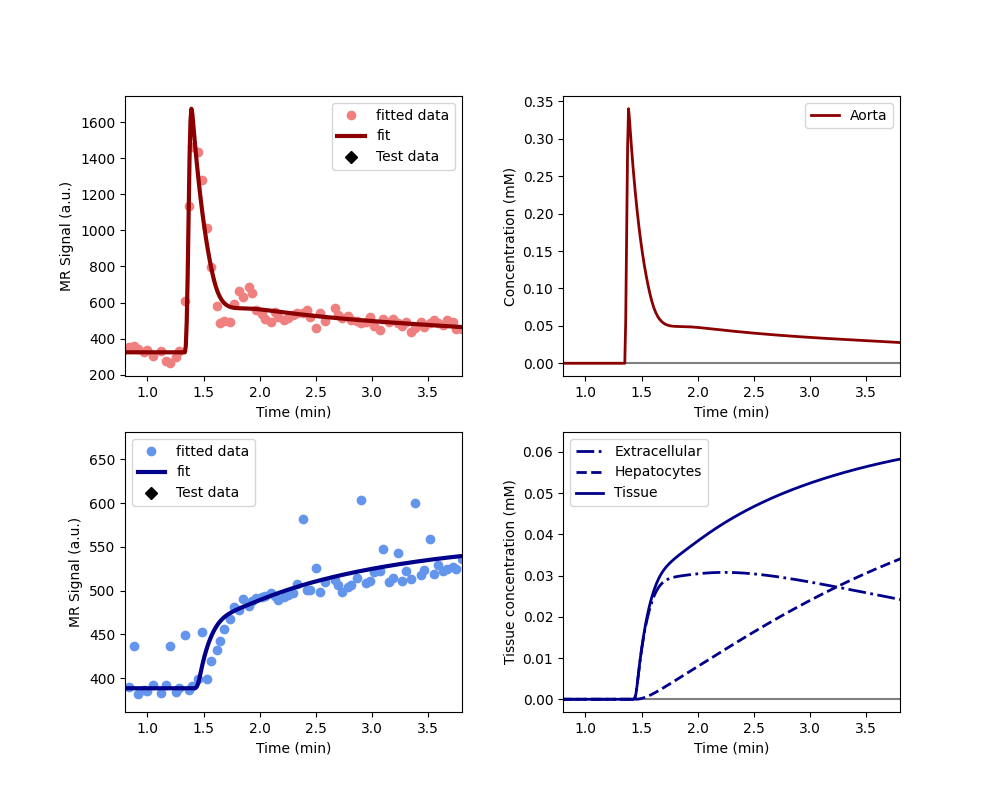 MR Signal (a.u.)
1600
1400
1200
1000
800
600
400
200
fitted data
fit
Test data
1.0 1.5 2.0 2.5 3.0 3.5
Time (min)
Concentration (mM)
0.35
0.30
0.25
0.20
0.15
0.10
0.05
0.00
Aorta
1.0 1.5 2.0 2.5 3.0 3.5
Time (min)
MR Signal (a.u.)
650
600
550
500
450
400
fitted data
fit
Test data
1.0 1.5 2.0 2.5 3.0 3.5
Time (min)
Tissue concentration (mM)
0.06
0.05
0.04
0.03
0.02
0.01
0.00
Extracellular
Hepatocytes
Tissue
1.0 1.5 2.0 2.5 3.0 3.5
Time (min)